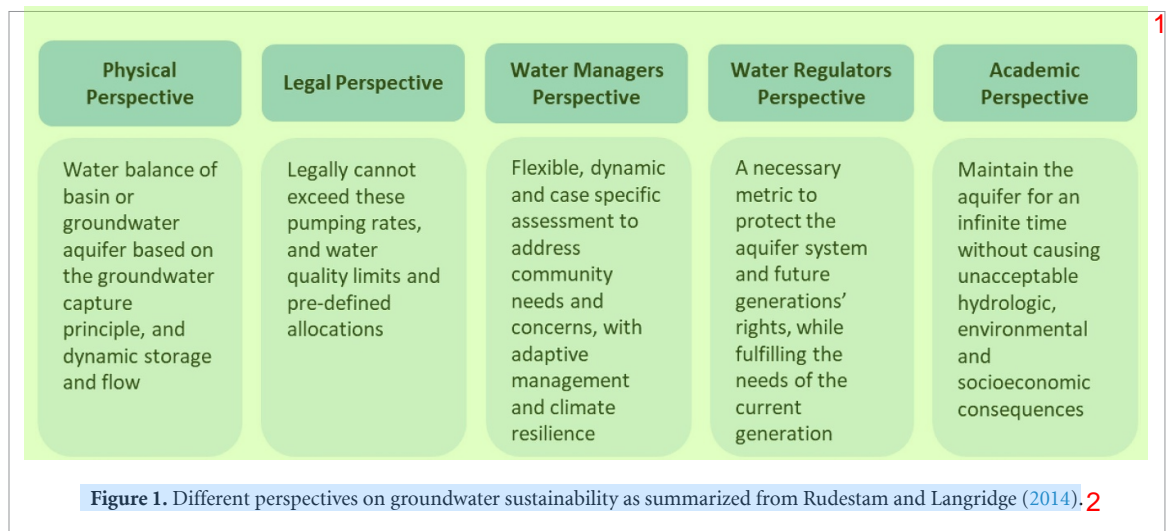 1
Physical
Perspective
Water balance of
basin or
groundwater
aquifer based on
the groundwater
capture
principle, and
dynamic storage
and flow
Legal Perspective
Legally cannot
exceed these
pumping rates,
and water
quality limits and
pre-defined
allocations
Water Managers
Perspective
Flexible, dynamic
and case specific
assessment to
address
community
needs and
concerns, with
adaptive
management
and climate
resilience
Water Regulators
Perspective
A necessary
metric to
protect the
aquifer system
and future
generations’
rights, while
fulfilling the
needs of the
current
generation
Academic
Perspective
Maintain the
aquifer for an
infinite time
without causing
unacceptable
hydrologic,
environmental
and
socioeconomic
consequences
Figure 1. Different perspectives on groundwater sustainability as summarized from Rudestam and Langridge (2014). 2